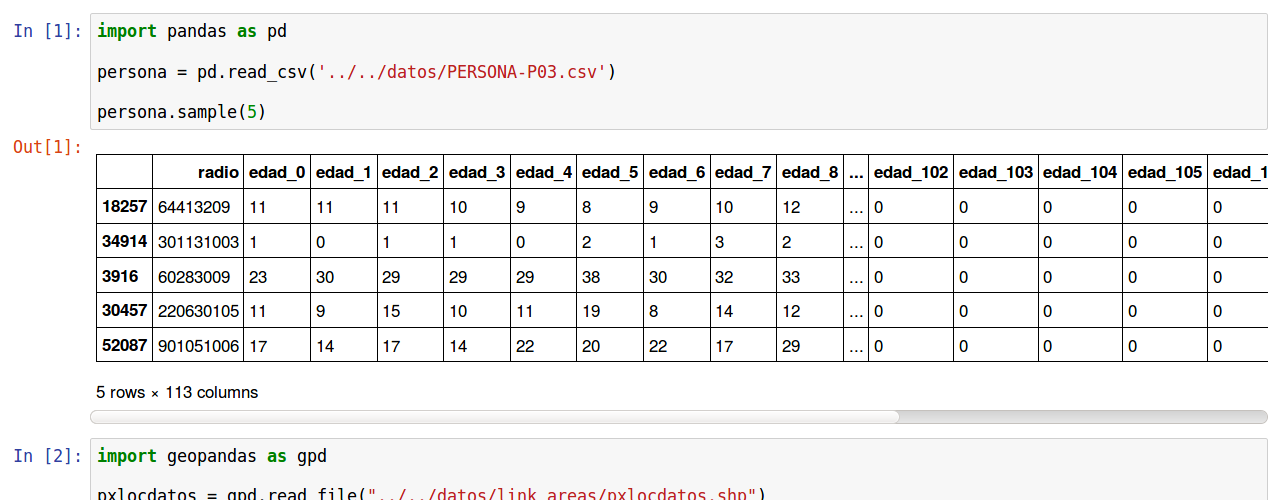 In [1]: import pandas as pd
persona = pd.read_csv('../../datos/PERSONA-P03.csv')
persona.sample(5)
Out[1]:
radio edad_0 edad_1 edad_2 edad_3 edad_4 edad_5 edad_6 edad_7 edad_8 ... edad_102 edad_103 edad_104 edad_105 edad_1
18257 64413209 11 11 11 10 9 8 9 10 12 ... 0 0 0 0 0
34914 301131003 1 0 1 1 0 2 1 3 2 ... 0 0 0 0 0
3916 60283009 23 30 29 29 29 38 30 32 33 ... 0 0 0 0 0
30457 220630105 11 9 15 10 11 19 8 14 12 ... 0 0 0 0 0
52087 901051006 17 14 17 14 22 20 22 17 29 ... 0 0 0 0 0
5 rows × 113 columns
In [2]: import geopandas as gpd
pxlocdatos = gpd.read_file("../../datos/link_areas/pxlocdatos.shp")